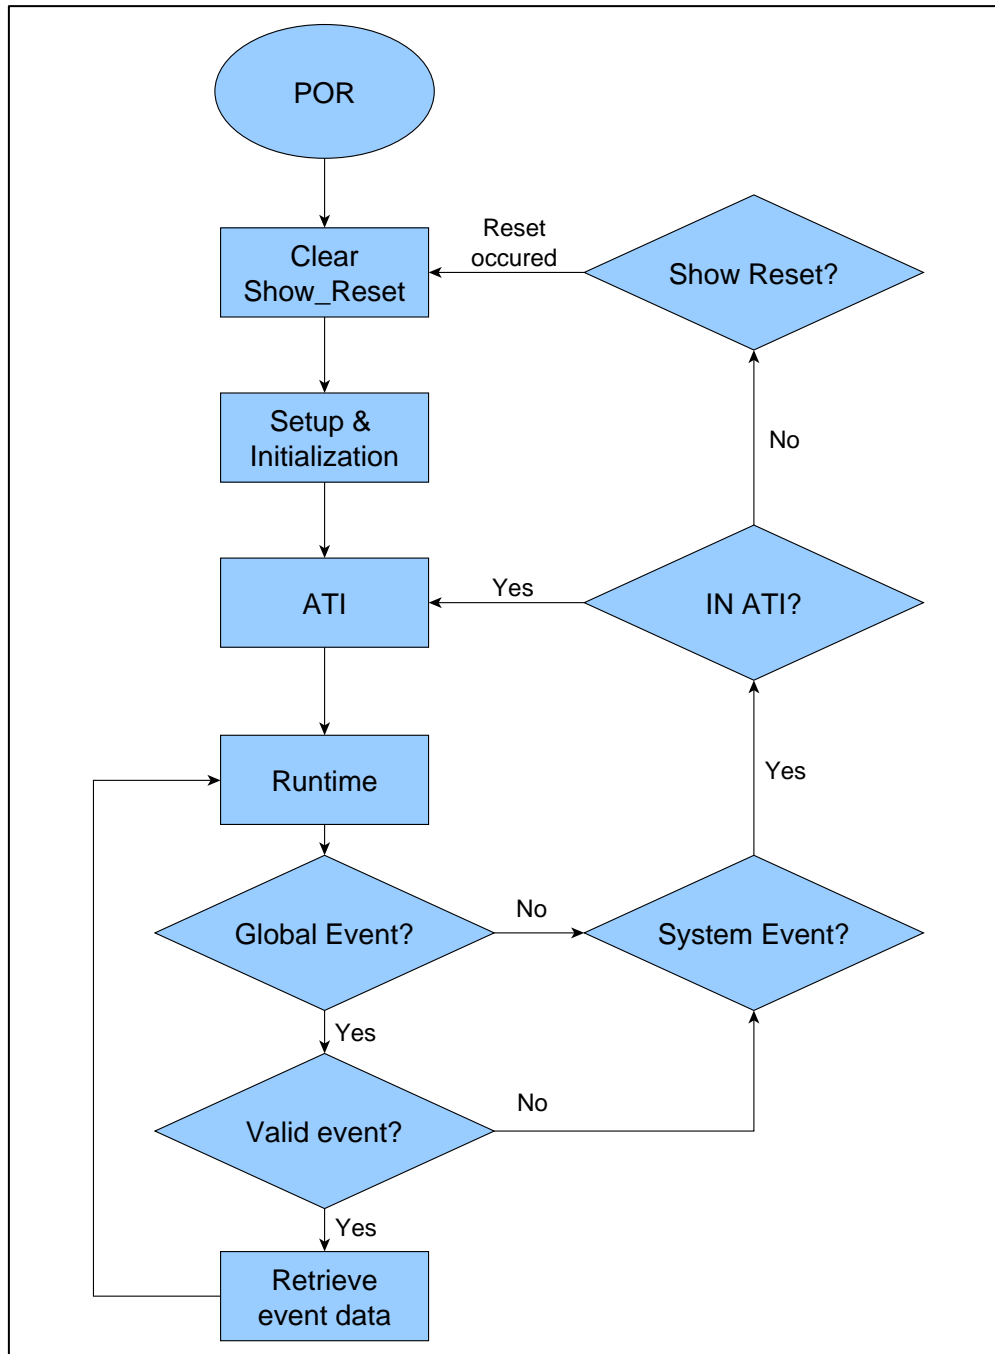 POR
Clear
Show_Reset
Reset
occured
Show Reset?
Setup &
Initialization
No
ATI
Yes
IN ATI?
Runtime
Yes
Global Event?
No
System Event?
Yes
Valid event?
No
Yes
Retrieve
event data